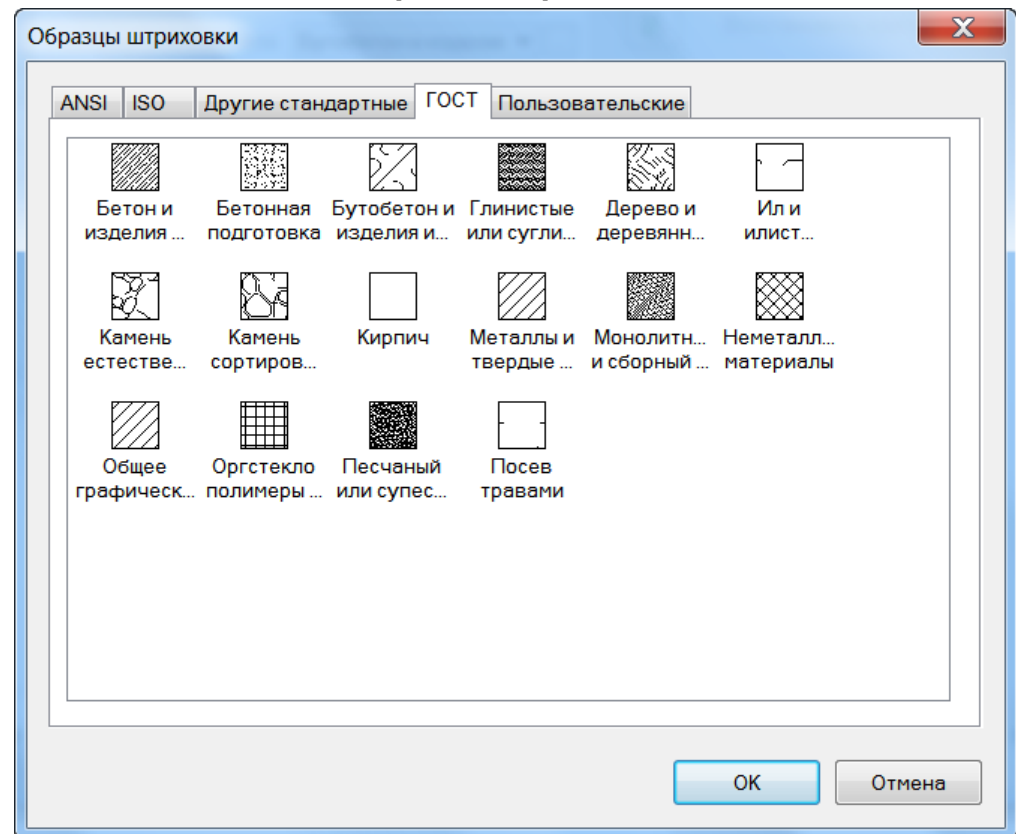 Образцы штриховки
X
ANSI ISO Другие стандартные ГОСТ Пользовательские
Бетон и Бетонная Бутобетон и Глинистые Дерево и Ил и
изделия ... подготовка изделия и... или сугли... деревянн... илист...
Камень Камень Кирпич Металлы и Монолитн... Неметалл...
естестве... сортиров... твердые ... и сборный ... материалы
Общее Оргстекло Песчаный Посев
графическ... полимеры ... или супес... травами
OK Отмена